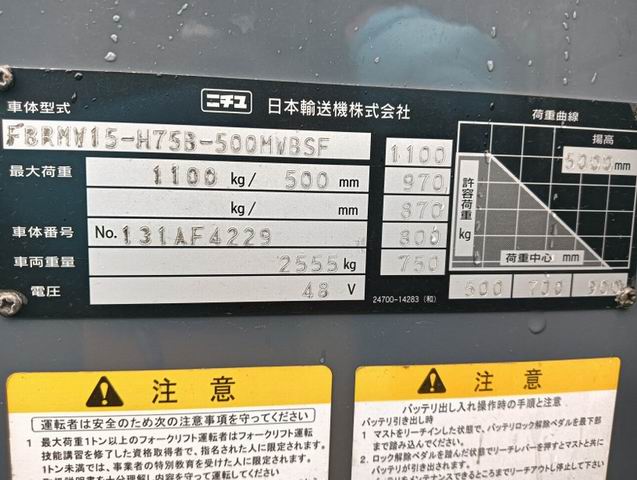 ニチユ 日本輸送機株式会社
車体型式
FBRMW15-H75B-500MWBSF
最大荷重 1100 kg/ 500 mm
kg/ mm
車体番号 No. 131AF4229
車両重量 2555 kg
電圧 48 V
1100
970
870
800
750
荷重曲線
揚高
5000mm
許容荷重 kg
荷重中心 mm
500 700 900
24700-14283 (和)
注意
運転者は安全のため次の注意事項を守ってください
1 最大荷重1トン以上のフォークリフト運転者はフォークリフト運転
技能講習を修了した資格取得者で、指名された人に限定されます。
1トン未満では、事業者の特別教育を受けた人に限定されます。
注意
バッテリ出し入れ操作時の手順と注意
バッテリ引き出し時
1 マストをリーチインした状態で、バッテリロック解除ペダルを最下部
まで踏み込んでください。
2. ロック解除ペダルを踏んだ状態でリーチレバーを押すとマストと共に
バッテリが引き出されます。